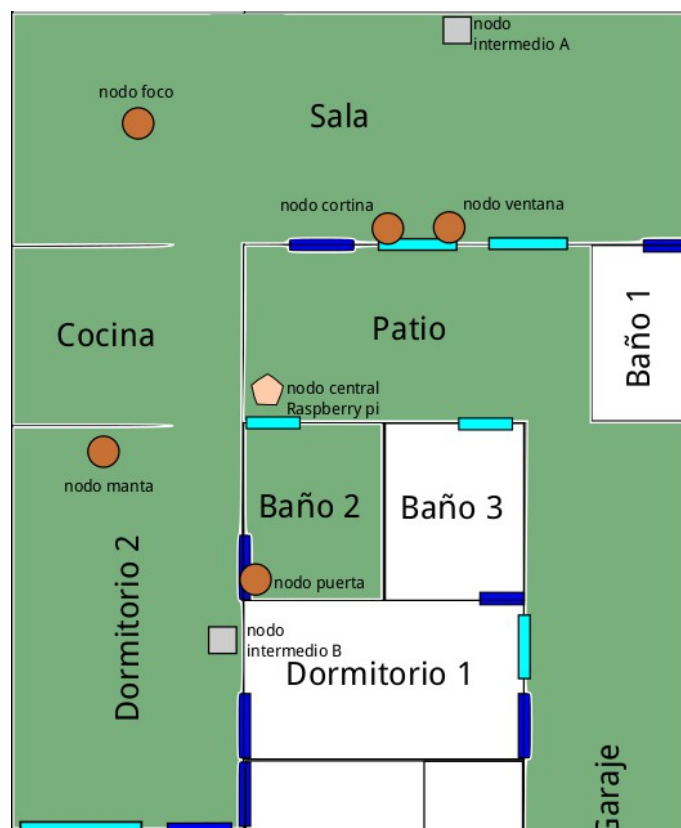 nodo
intermedio A
nodo foco
Sala
nodo cortina
nodo ventana
Cocina
Patio
Baño 1
nodo central
Raspberry pi
nodo manta
Baño 2
Baño 3
Dormitorio 2
nodo puerta
nodo
intermedio B
Dormitorio 1
Garaje